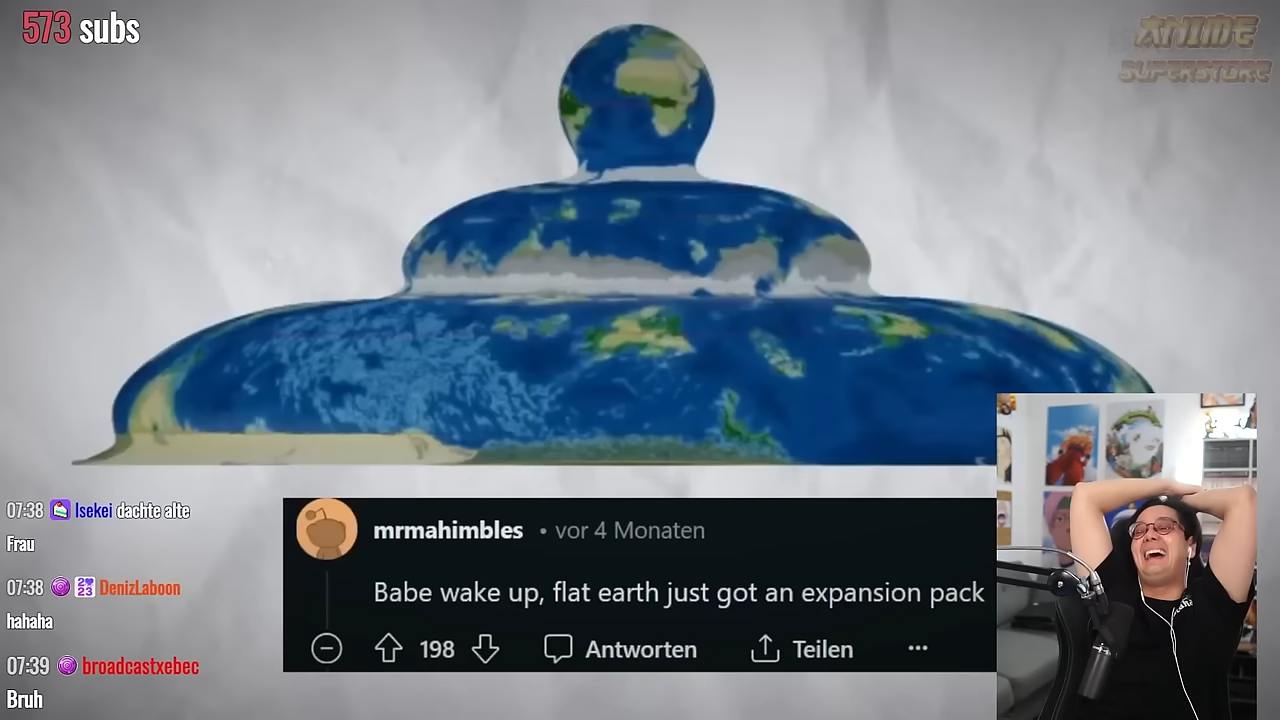 573 subs
ANIME
SUPERSTORE
07:38 Isekei dachte alte
Frau
07:38 DenizLaboon
hahaha
07:39 broadcastxebec
Bruh
mrmahimbles • vor 4 Monaten
Babe wake up, flat earth just got an expansion pack
198 Antworten Teilen